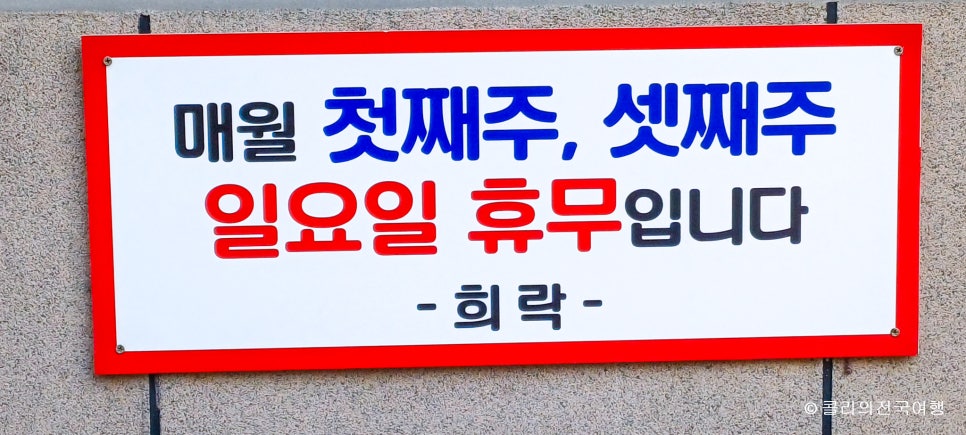 매월 첫째주, 셋째주
일요일 휴무입니다
- 희락 -
© 콜리의전국여행